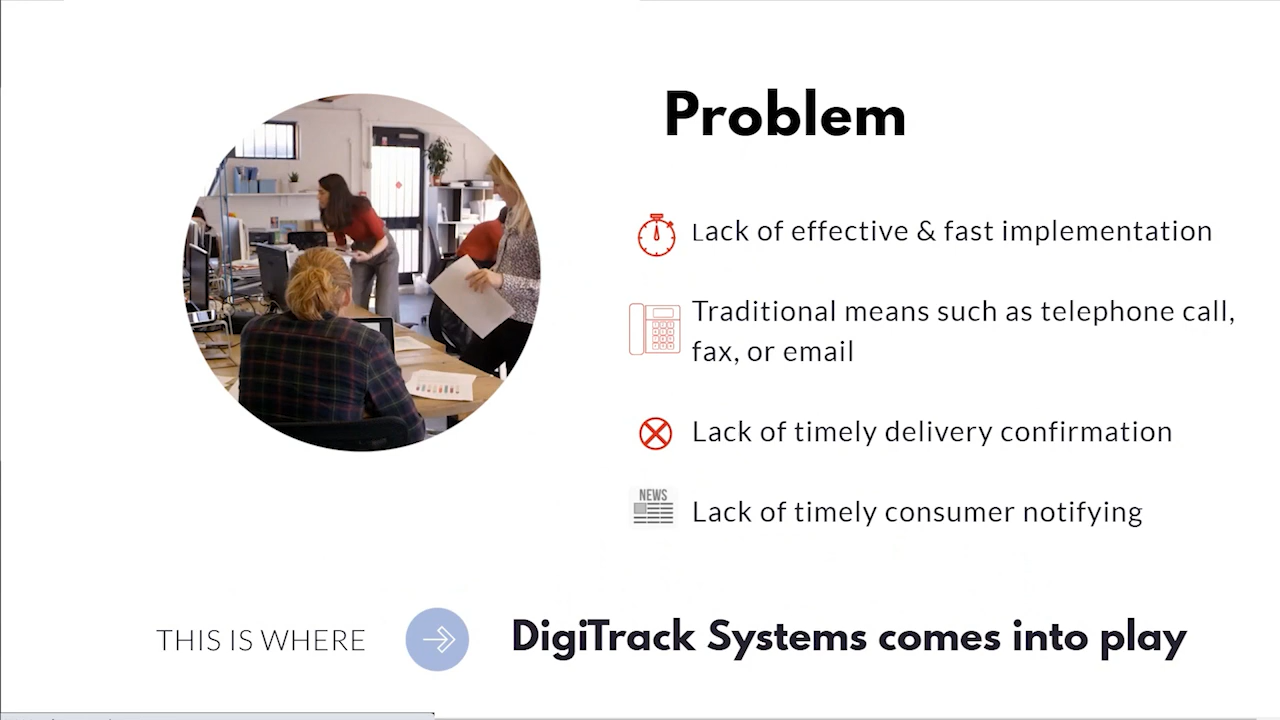 Problem
Lack of effective & fast implementation
Traditional means such as telephone call,
fax, or email
Lack of timely delivery confirmation
NEWS
Lack of timely consumer notifying
THIS IS WHERE
DigiTrack Systems comes into play